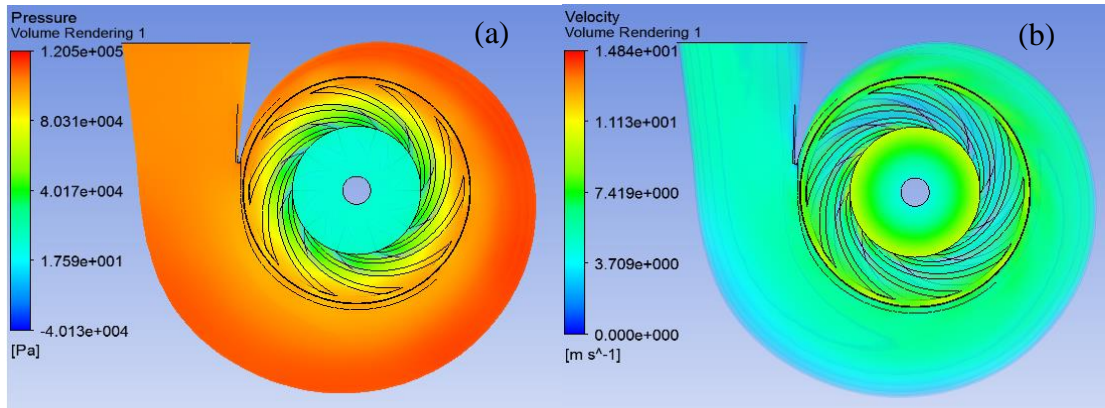 Pressure
Volume Rendering 1
(a)
1.205e+005
8.031e+004
4.017e+004
1.759e+001
-4.013e+004
[Pa]
Velocity
Volume Rendering 1
(b)
1.484e+001
1.113e+001
7.419e+000
3.709e+000
0.000e+000
[m s^-1]